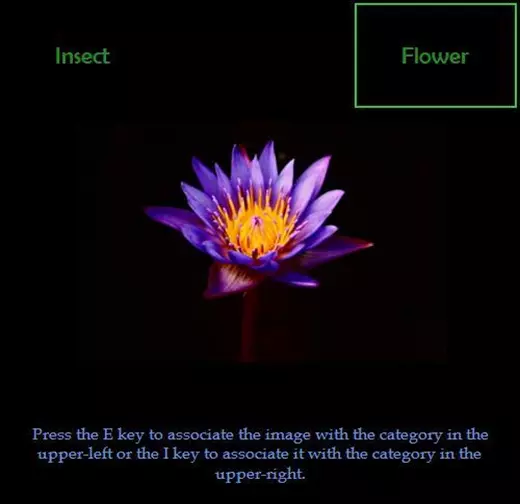 Insect
Flower
Press the E key to associate the image with the category in the
upper-left or the I key to associate it with the category in the
upper-right.